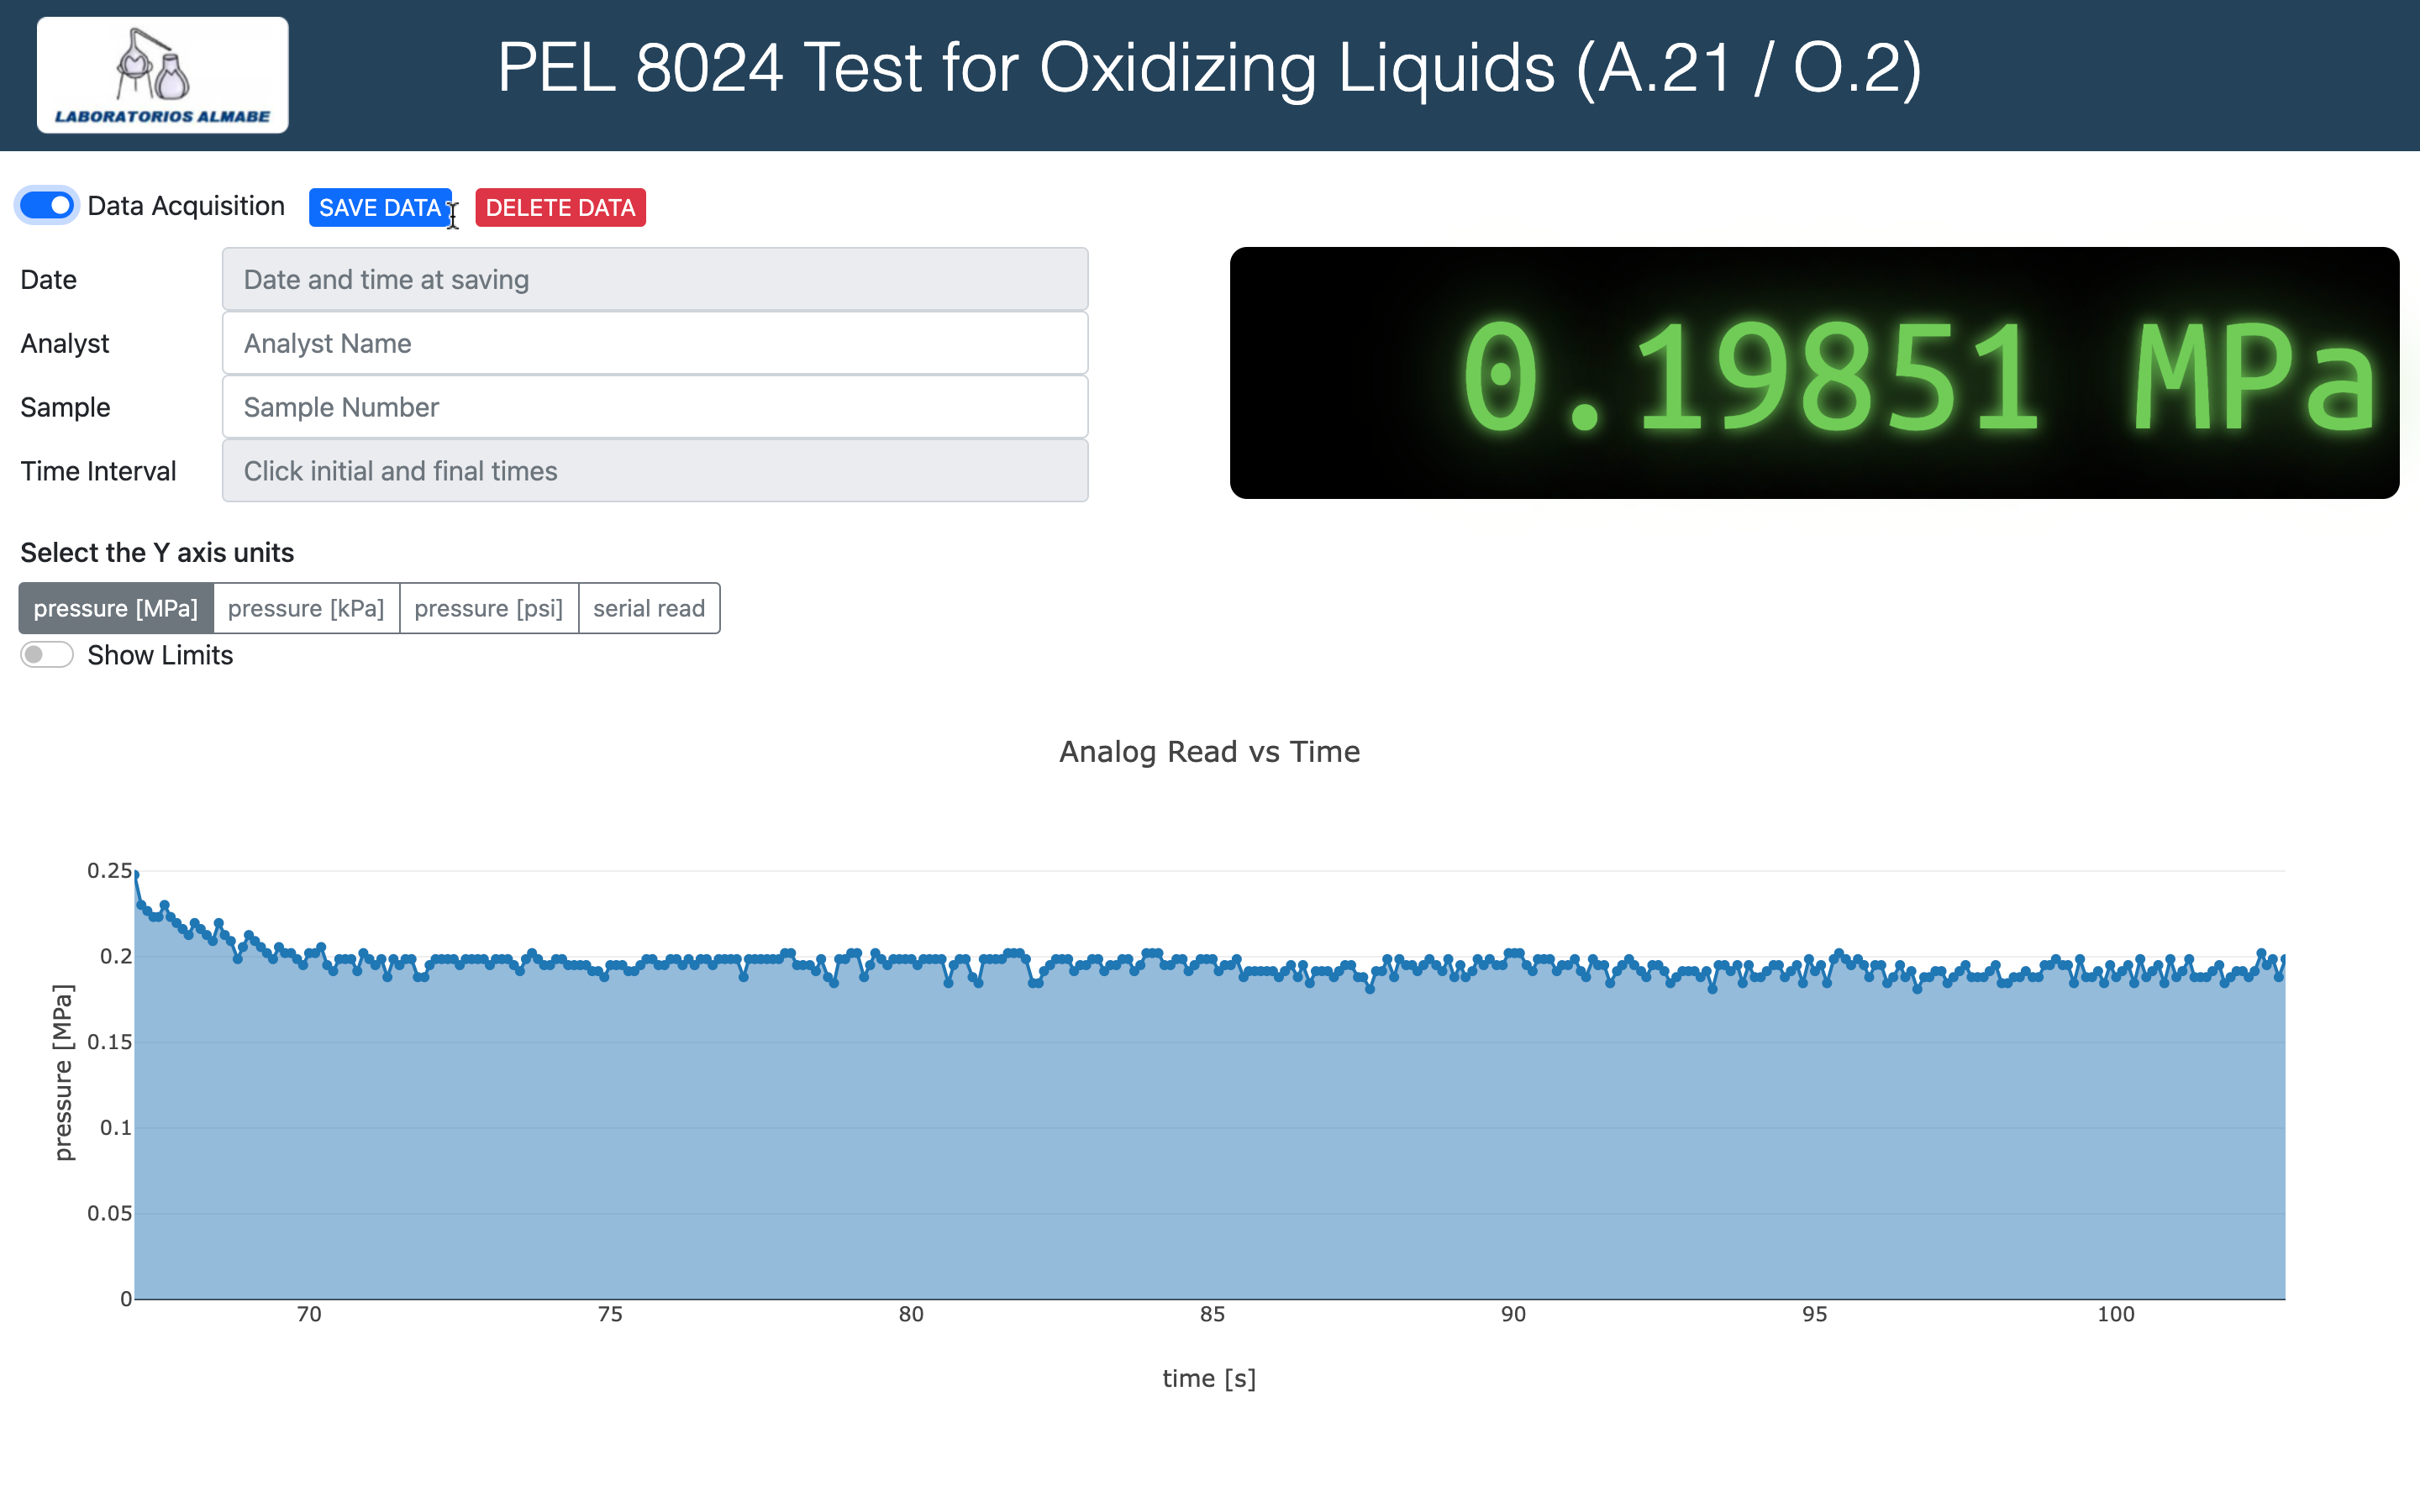 LABORATORIOS ALMABE
PEL 8024 Test for Oxidizing Liquids (A.21 / O.2)
Data Acquisition
SAVE DATA
DELETE DATA
Date
Date and time at saving
Analyst
Analyst Name
Sample
Sample Number
Time Interval
Click initial and final times
0.19851 MPa
Select the Y axis units
pressure [MPa]
pressure [kPa]
pressure [psi]
serial read
Show Limits
Analog Read vs Time
pressure [MPa]
0.25
0.2
0.15
0.1
0.05
0
70
75
80
85
90
95
100
time [s]